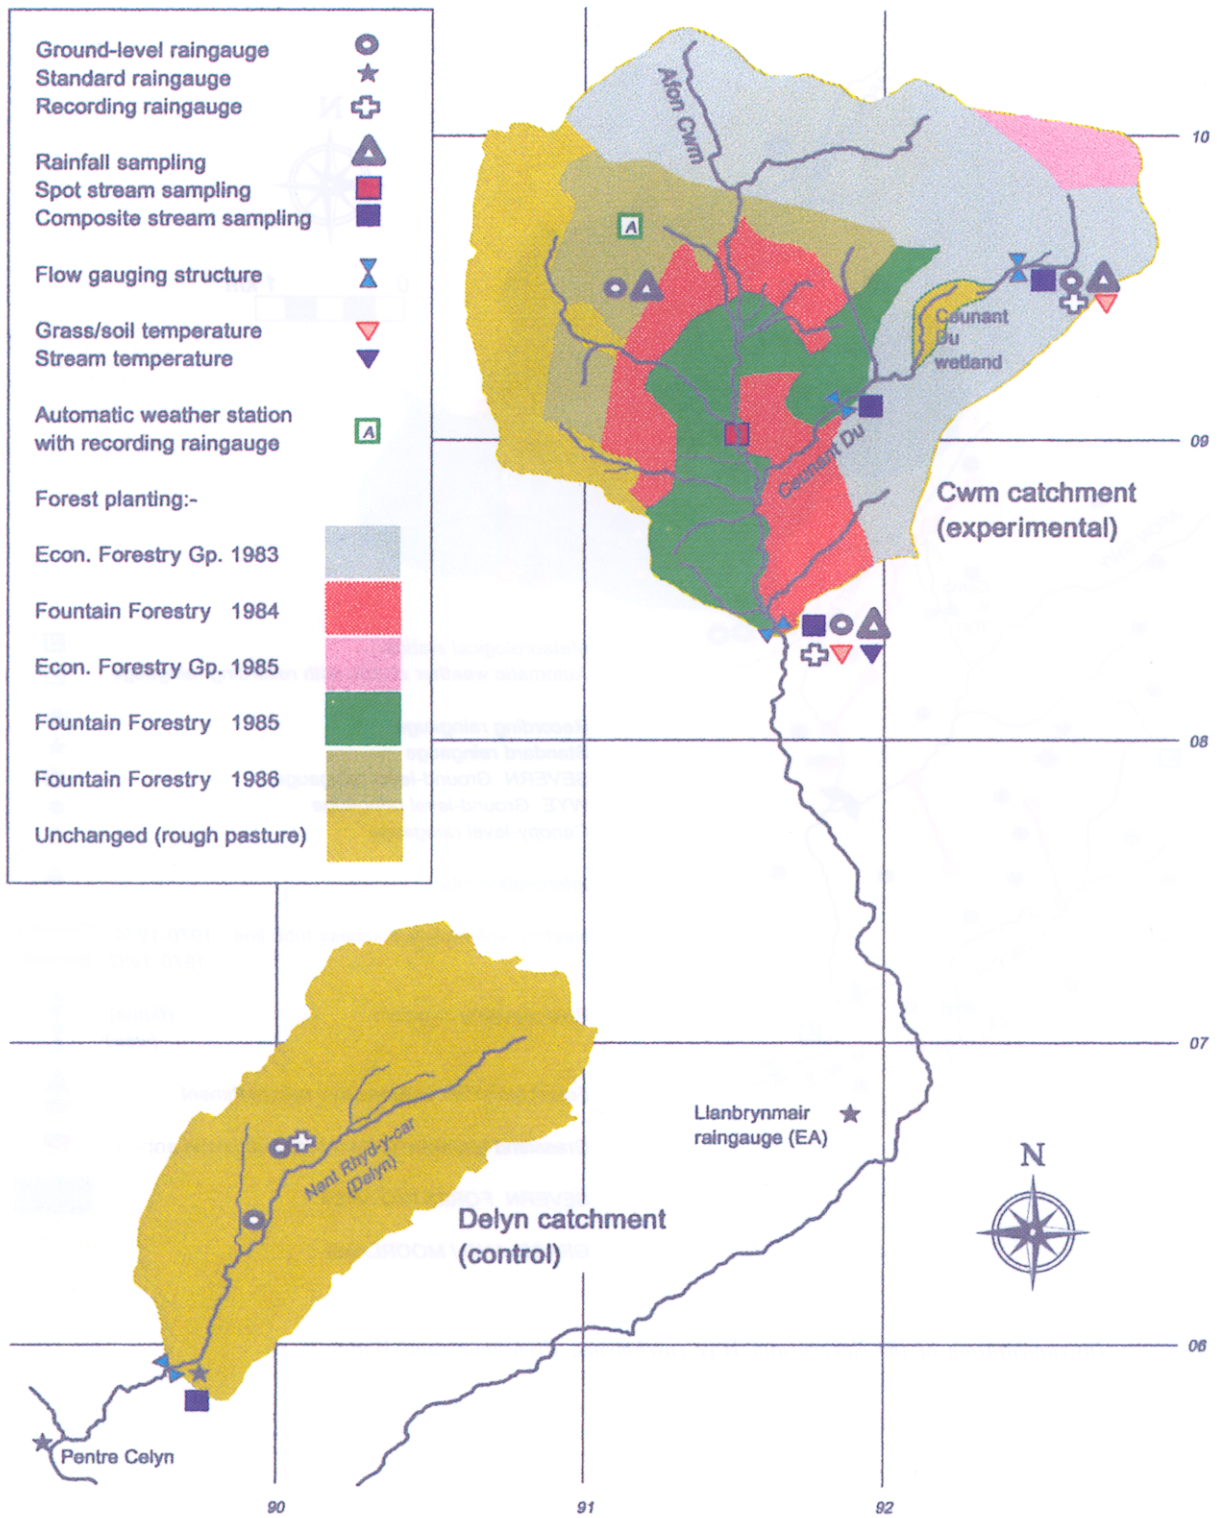 Ground-level raingauge
Standard raingauge
Recording raingauge
Rainfall sampling
Spot stream sampling
Composite stream sampling
Flow gauging structure
Grass/soil temperature
Stream temperature
Automatic weather station
with recording raingauge
A
Forest planting:-
Econ. Forestry Gp. 1983
Fountain Forestry 1984
Econ. Forestry Gp. 1985
Fountain Forestry 1985
Fountain Forestry 1986
Unchanged (rough pasture)
Afon Cwm
10
A
Ceunant
Du
wetland
09
Ceunant Du
Cwm catchment
(experimental)
08
07
Llanbrynmair
raingauge (EA)
N
Nant Rhyd-y-car
(Delyn)
Delyn catchment
(control)
06
Pentre Celyn
90
91
92